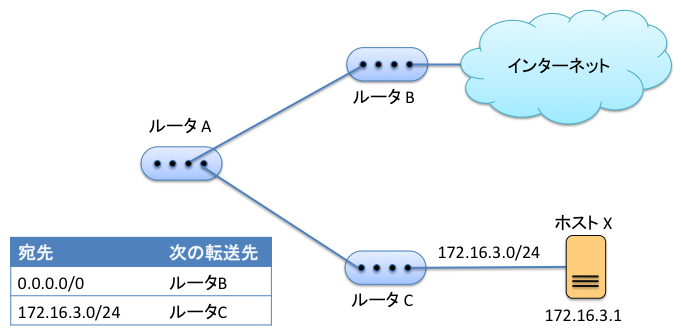 インターネット
ルータ B
ルータ A
ホスト X
172.16.3.0/24
ルータ C
172.16.3.1
宛先 次の転送先
0.0.0.0/0 ルータB
172.16.3.0/24 ルータC